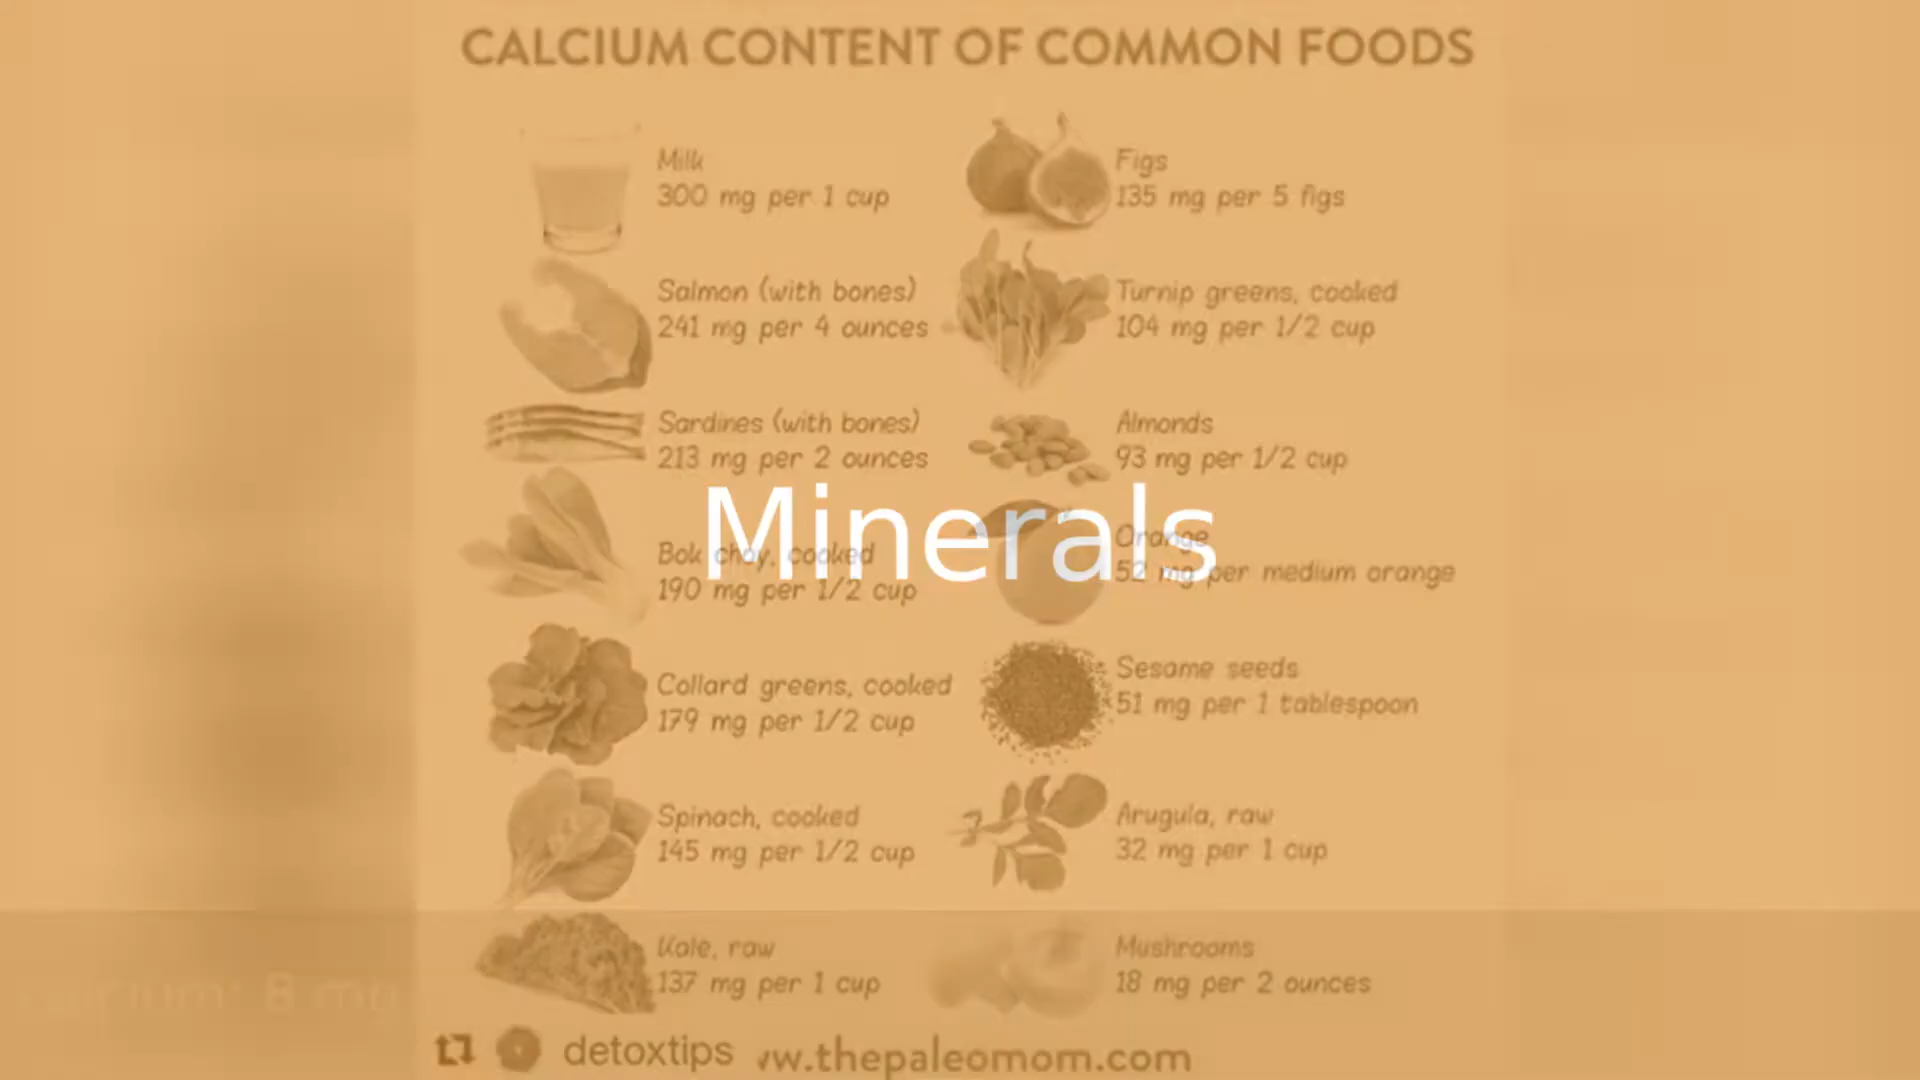 CALCIUM CONTENT OF COMMON FOODS
Milk
300 mg per 1 cup
Salmon (with bones)
241 mg per 4 ounces
Sardines (with bones)
213 mg per 2 ounces
Bok choy, cooked
190 mg per 1/2 cup
Collard greens, cooked
179 mg per 1/2 cup
Spinach, cooked
145 mg per 1/2 cup
Kale, raw
137 mg per 1 cup
Figs
135 mg per 5 figs
Turnip greens, cooked
104 mg per 1/2 cup
Almonds
93 mg per 1/2 cup
Orange
52 mg per medium orange
Sesame seeds
51 mg per 1 tablespoon
Arugula, raw
32 mg per 1 cup
Mushrooms
18 mg per 2 ounces
Minerals
8 mg
detoxtips
w.thepaleomom.com